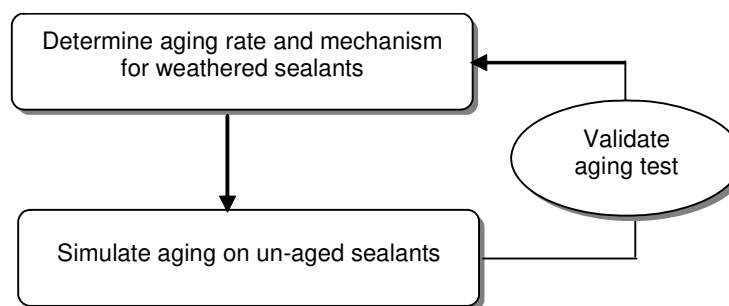 Determine aging rate and mechanism
for weathered sealants
Validate
aging test
Simulate aging on un-aged sealants